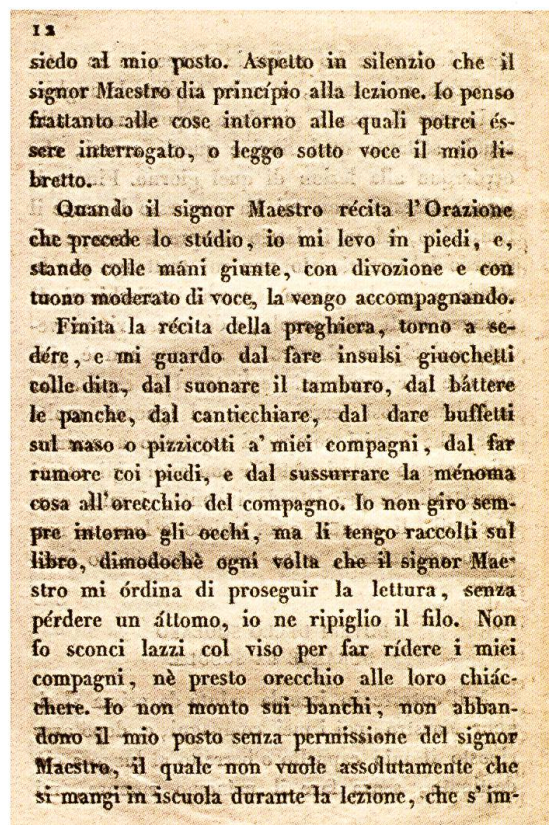 12
siedo al mio posto. Aspetto in silenzio che il
signor Maestro dia princípio alla lezione. Io penso
frattanto alle cose intorno alle quali potrei és-
sere interrogato, o leggo sotto voce il mio li-
bretto.
Quando il signor Maestro récita l'Orazione
che precede lo stúdio, io mi levo in piedi, e,
stando colle máni giunte, con divozione e con
tuono moderato di voce, la vengo accompagnando.
Finita la récita della preghiera, torno a se-
dére, e mi guardo dal fare insulsi giuochetti
colle dita, dal suonare il tamburo, dal báttere
le panche, dal canticchiare, dal dare buffetti
sul naso o pizzicotti a' miei compagni, dal far
rumore coi piedi, e dal sussurrare la ménoma
cosa all'orecchio del compagno. Io non giro sem-
pre intorno gli occhi, ma li tengo raccolti sul
libro, dimodochè ogni volta che il signor Mae-
stro mi órdina di proseguir la lettura, senza
pérdere un áttomo, io ne ripiglio il filo. Non
fo sconci lazzi col viso per far rídere i miei
compagni, nè presto orecchio alle loro chiác-
chere. Io non monto sui banchi, non abban-
dono il mio posto senza permissione del signor
Maestro, il quale non vuole assolutamente che
si mangi in iscuola durante la lezione, che s'im-